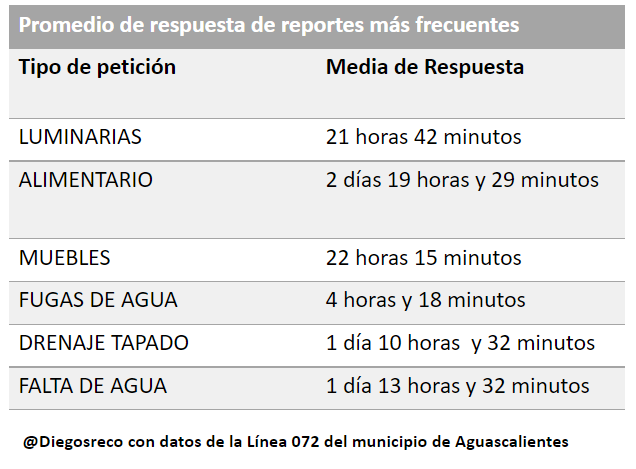 Promedio de respuesta de reportes más frecuentes
Tipo de petición Media de Respuesta
LUMINARIAS 21 horas 42 minutos
ALIMENTARIO 2 días 19 horas y 29 minutos
MUEBLES 22 horas 15 minutos
FUGAS DE AGUA 4 horas y 18 minutos
DRENAJE TAPADO 1 día 10 horas  y 32 minutos
FALTA DE AGUA 1 día 13 horas y 32 minutos
@Diegosreco con datos de la Línea 072 del municipio de Aguascalientes